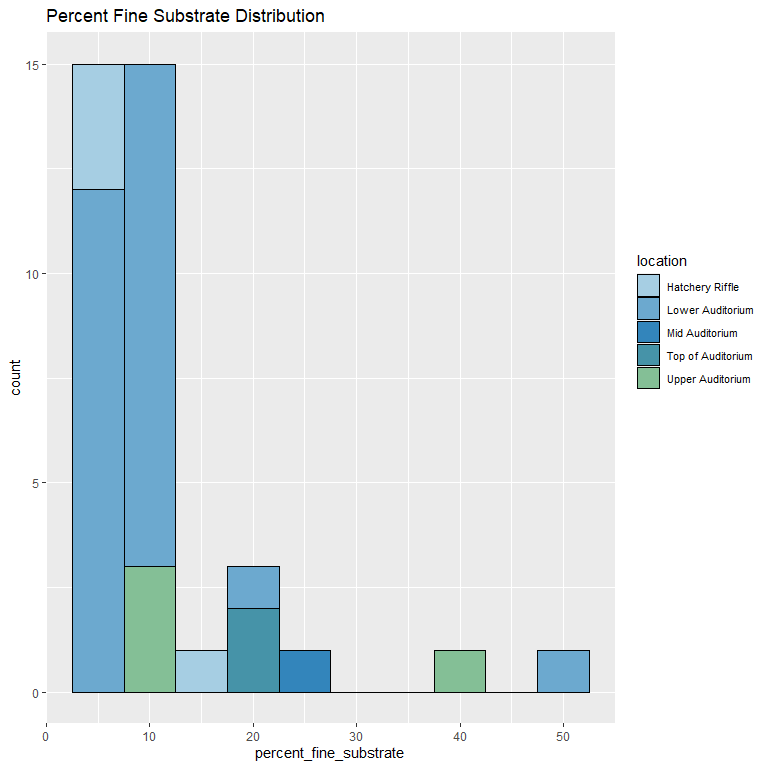 Percent Fine Substrate Distribution
15
10
5
0
count
0 10 20 30 40 50
percent_fine_substrate
location
Hatchery Riffle
Lower Auditorium
Mid Auditorium
Top of Auditorium
Upper Auditorium